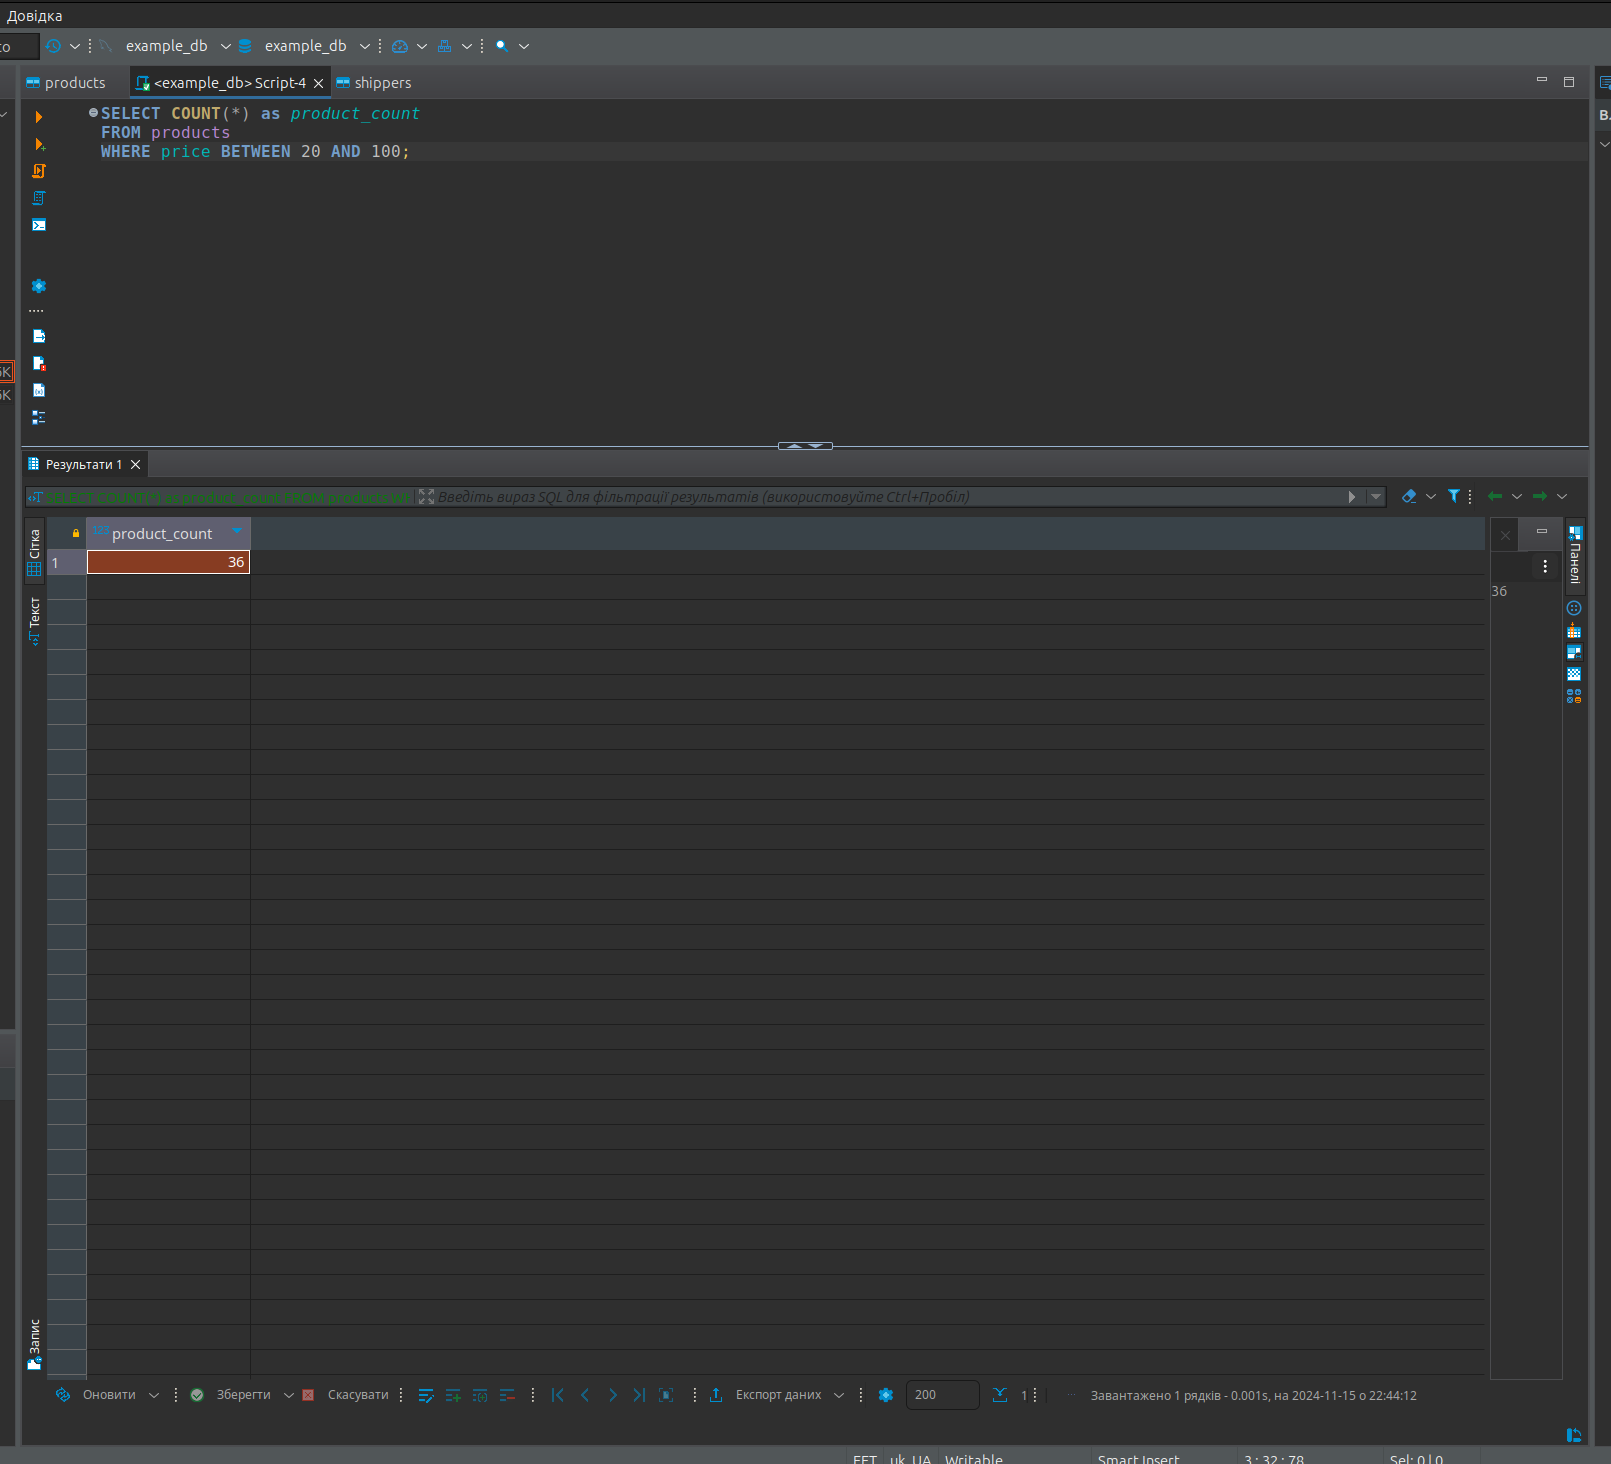 Довідка
to
example_db
example_db
products
<example_db> Script-4
shippers
SELECT COUNT(*) as product_count
FROM products
WHERE price BETWEEN 20 AND 100;
Результати 1
SELECT COUNT(*) as product_count FROM products W
Введіть вираз SQL для фільтрації результатів (використовуйте Ctrl+Пробіл)
Сітка
123 product_count
1
36
Текст
Запис
Панелі
36
Оновити
Зберегти
Скасувати
Експорт даних
200
1
Завантажено 1 рядків - 0.001s, на 2024-11-15 о 22:44:12
EET
uk_UA
Writable
Smart Insert
3 : 32 : 78
Sel: 0 | 0